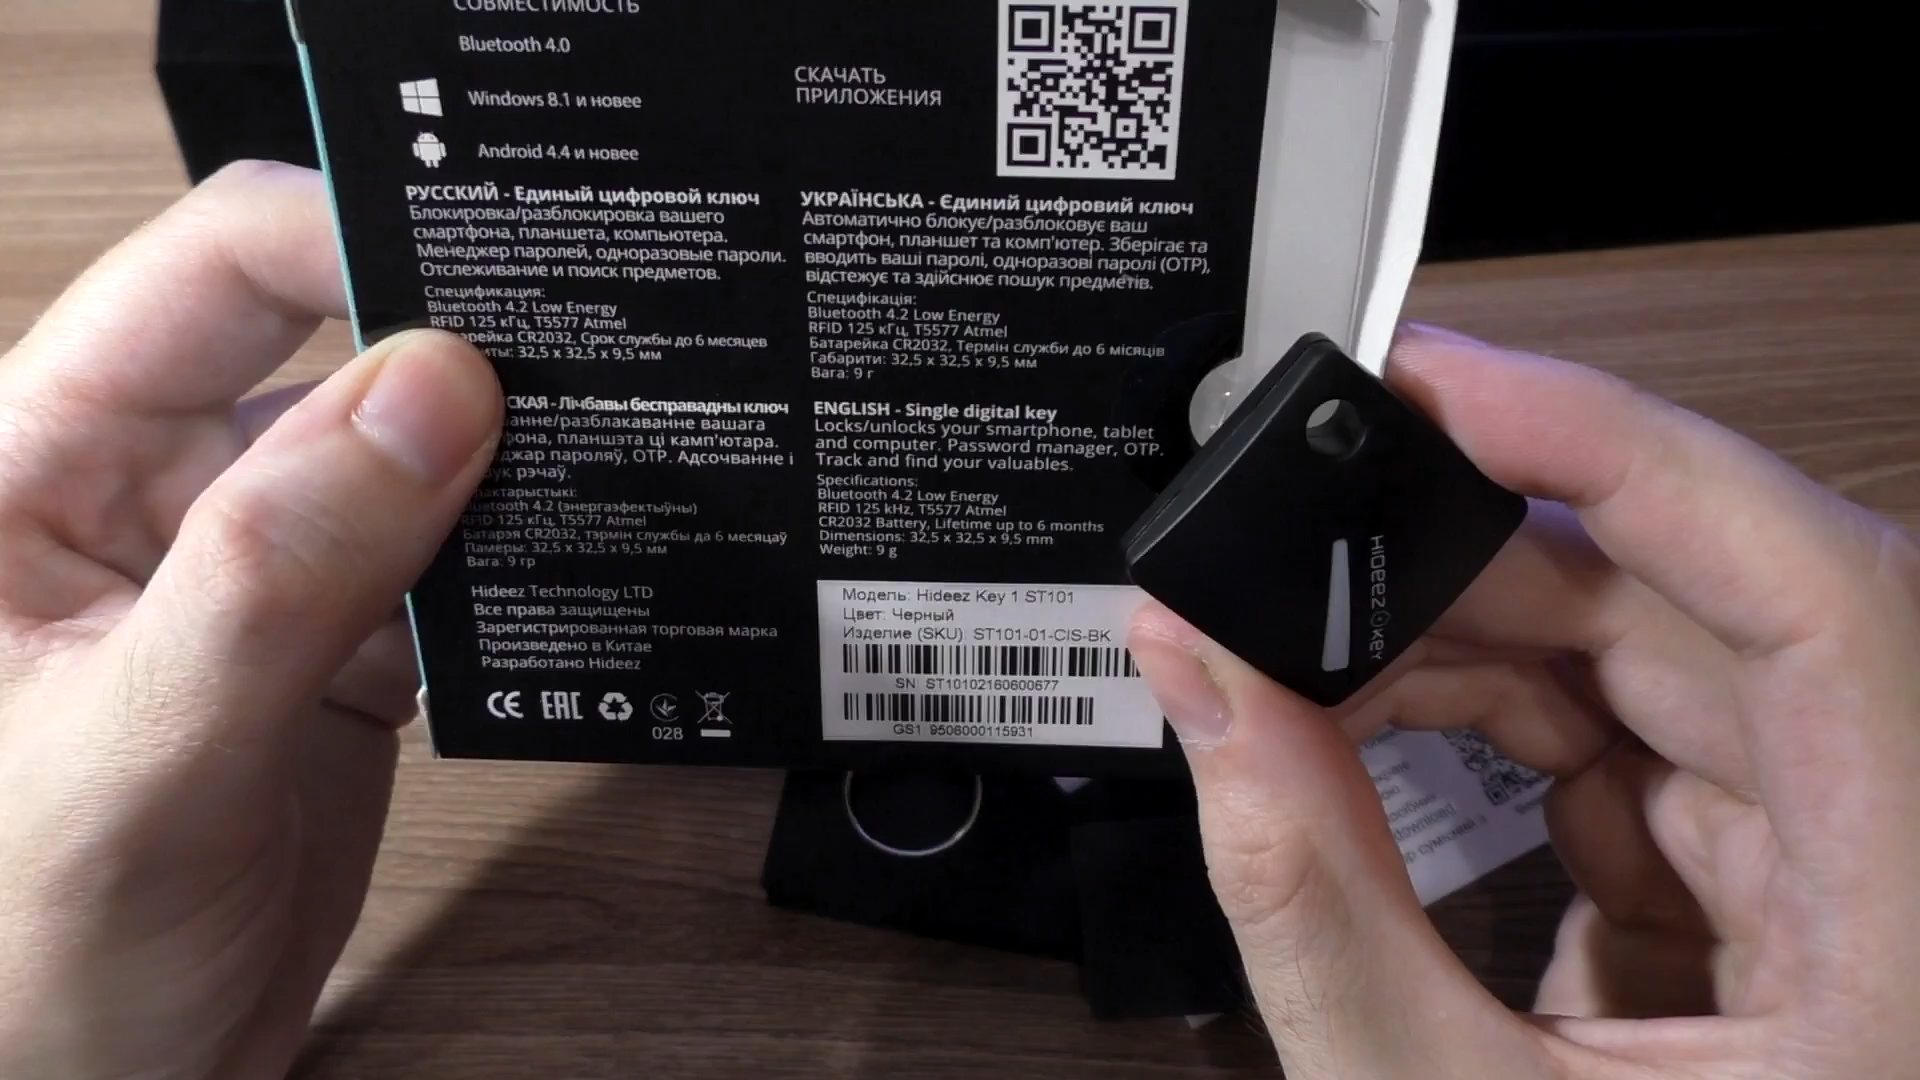 СОВМЕСТИМОСТЬ
Bluetooth 4.0
Windows 8.1 и новее
Android 4.4 и новее
СКАЧАТЬ
ПРИЛОЖЕНИЯ
РУССКИЙ - Единый цифровой ключ
Блокировка/разблокировка вашего
смартфона, планшета, компьютера.
Менеджер паролей, одноразовые пароли.
Отслеживание и поиск предметов.
Спецификация:
Bluetooth 4.2 Low Energy
RFID 125 кГц, T5577 Atmel
CR2032, Срок службы до 6 месяцев
32,5 x 32,5 x 9,5 мм
УКРАЇНСЬКА - Єдиний цифровий ключ
Автоматично блокує/разблоковує ваш
смартфон, планшет та комп'ютер. Зберігає та
вводить ваші паролі, одноразові паролі (OTP),
відстежує та здійснює пошук предметів.
Специфікація:
Bluetooth 4.2 Low Energy
RFID 125 кГц, T5577 Atmel
Батарейка CR2032, Термін служби до 6 місяців
Габарити: 32,5 x 32,5 x 9,5 мм
Вага: 9 г
- Лічбавы бесправадны ключ
вашага
планшэта ці камп'ютара.
пароляў, OTP. Адсочванне і
рэчаў.
Bluetooth 4.2 (энергаэфектыўны)
RFID 125 кГц, T5577 Atmel
Батарэя CR2032, тэрмін службы да 6 месяцаў
Памеры: 32,5 x 32,5 x 9,5 мм
Вага: 9 гр
ENGLISH - Single digital key
Locks/unlocks your smartphone, tablet
and computer. Password manager, OTP.
Track and find your valuables.
Specifications:
Bluetooth 4.2 Low Energy
RFID 125 kHz, T5577 Atmel
CR2032 Battery, Lifetime up to 6 months
Dimensions: 32,5 x 32,5 x 9,5 mm
Weight: 9 g
Hideez Technology LTD
Все права защищены
Зарегистрированная торговая марка
Произведено в Китае
Разработано Hideez
CE EAC
028
Модель: Hideez Key 1 ST101
Цвет: Черный
Изделие (SKU): ST101-01-CIS-BK
SN: ST10102160600677
GS1 9506000115931
HIDEEZ KEY
download